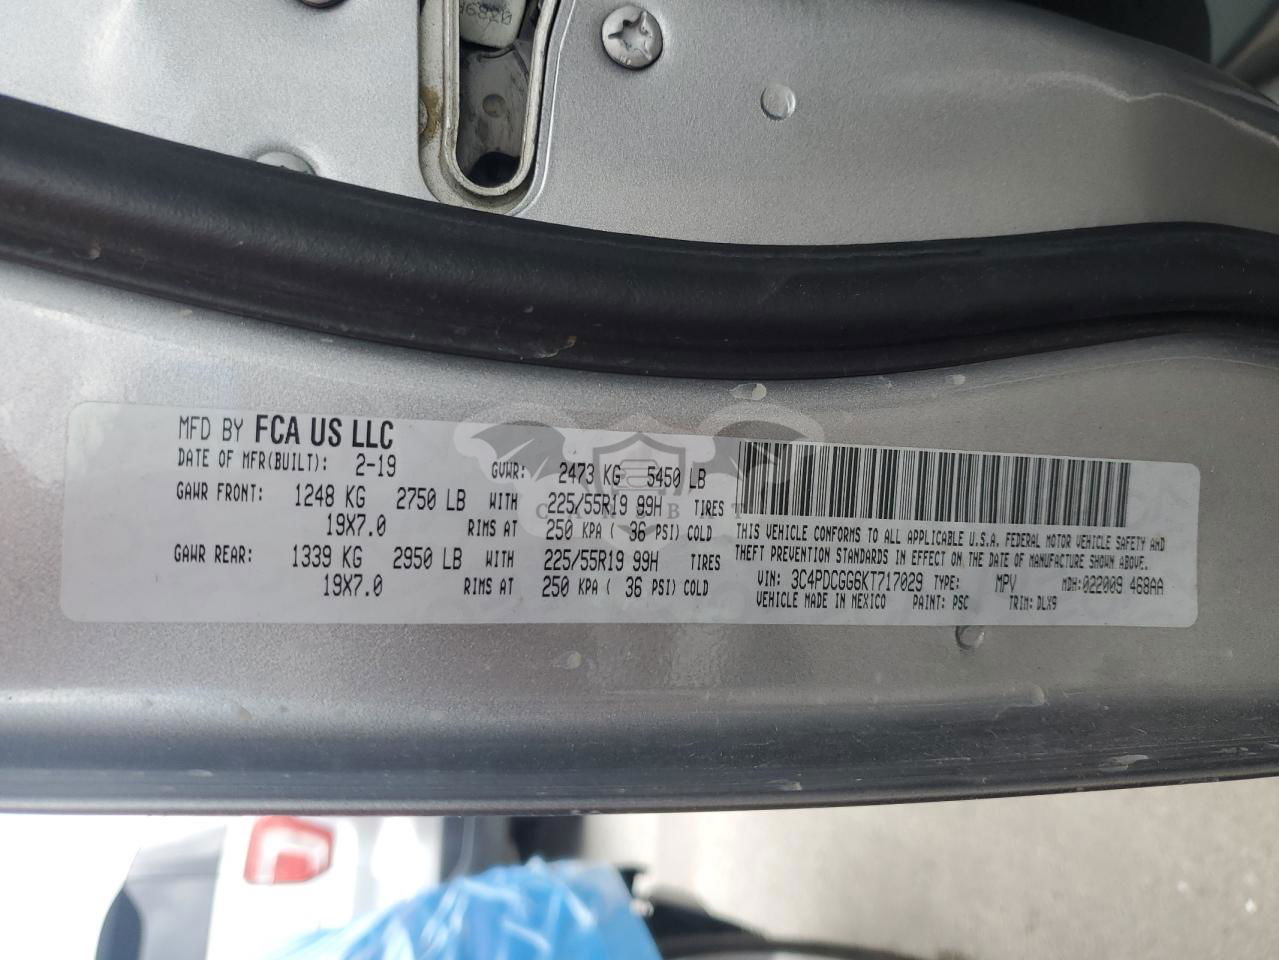 MFD BY FCA US LLC
DATE OF MFR(BUILT): 2-19 GVWR: 2473 KG 5450 LB
GAWR FRONT: 1248 KG 2750 LB WITH 225/55R19 99H TIRES
19X7.0 RIMS AT 250 KPA ( 36 PSI) COLD
GAWR REAR: 1339 KG 2950 LB WITH 225/55R19 99H TIRES
19X7.0 RIMS AT 250 KPA ( 36 PSI) COLD
THIS VEHICLE CONFORMS TO ALL APPLICABLE U.S.A. FEDERAL MOTOR VEHICLE SAFETY AND
THEFT PREVENTION STANDARDS IN EFFECT ON THE DATE OF MANUFACTURE SHOWN ABOVE.
VIN: 3C4PDCGG6KT717029 TYPE: MPV MDH: 022009 468AA
VEHICLE MADE IN MEXICO PAINT: PSC TRIM: DLX9